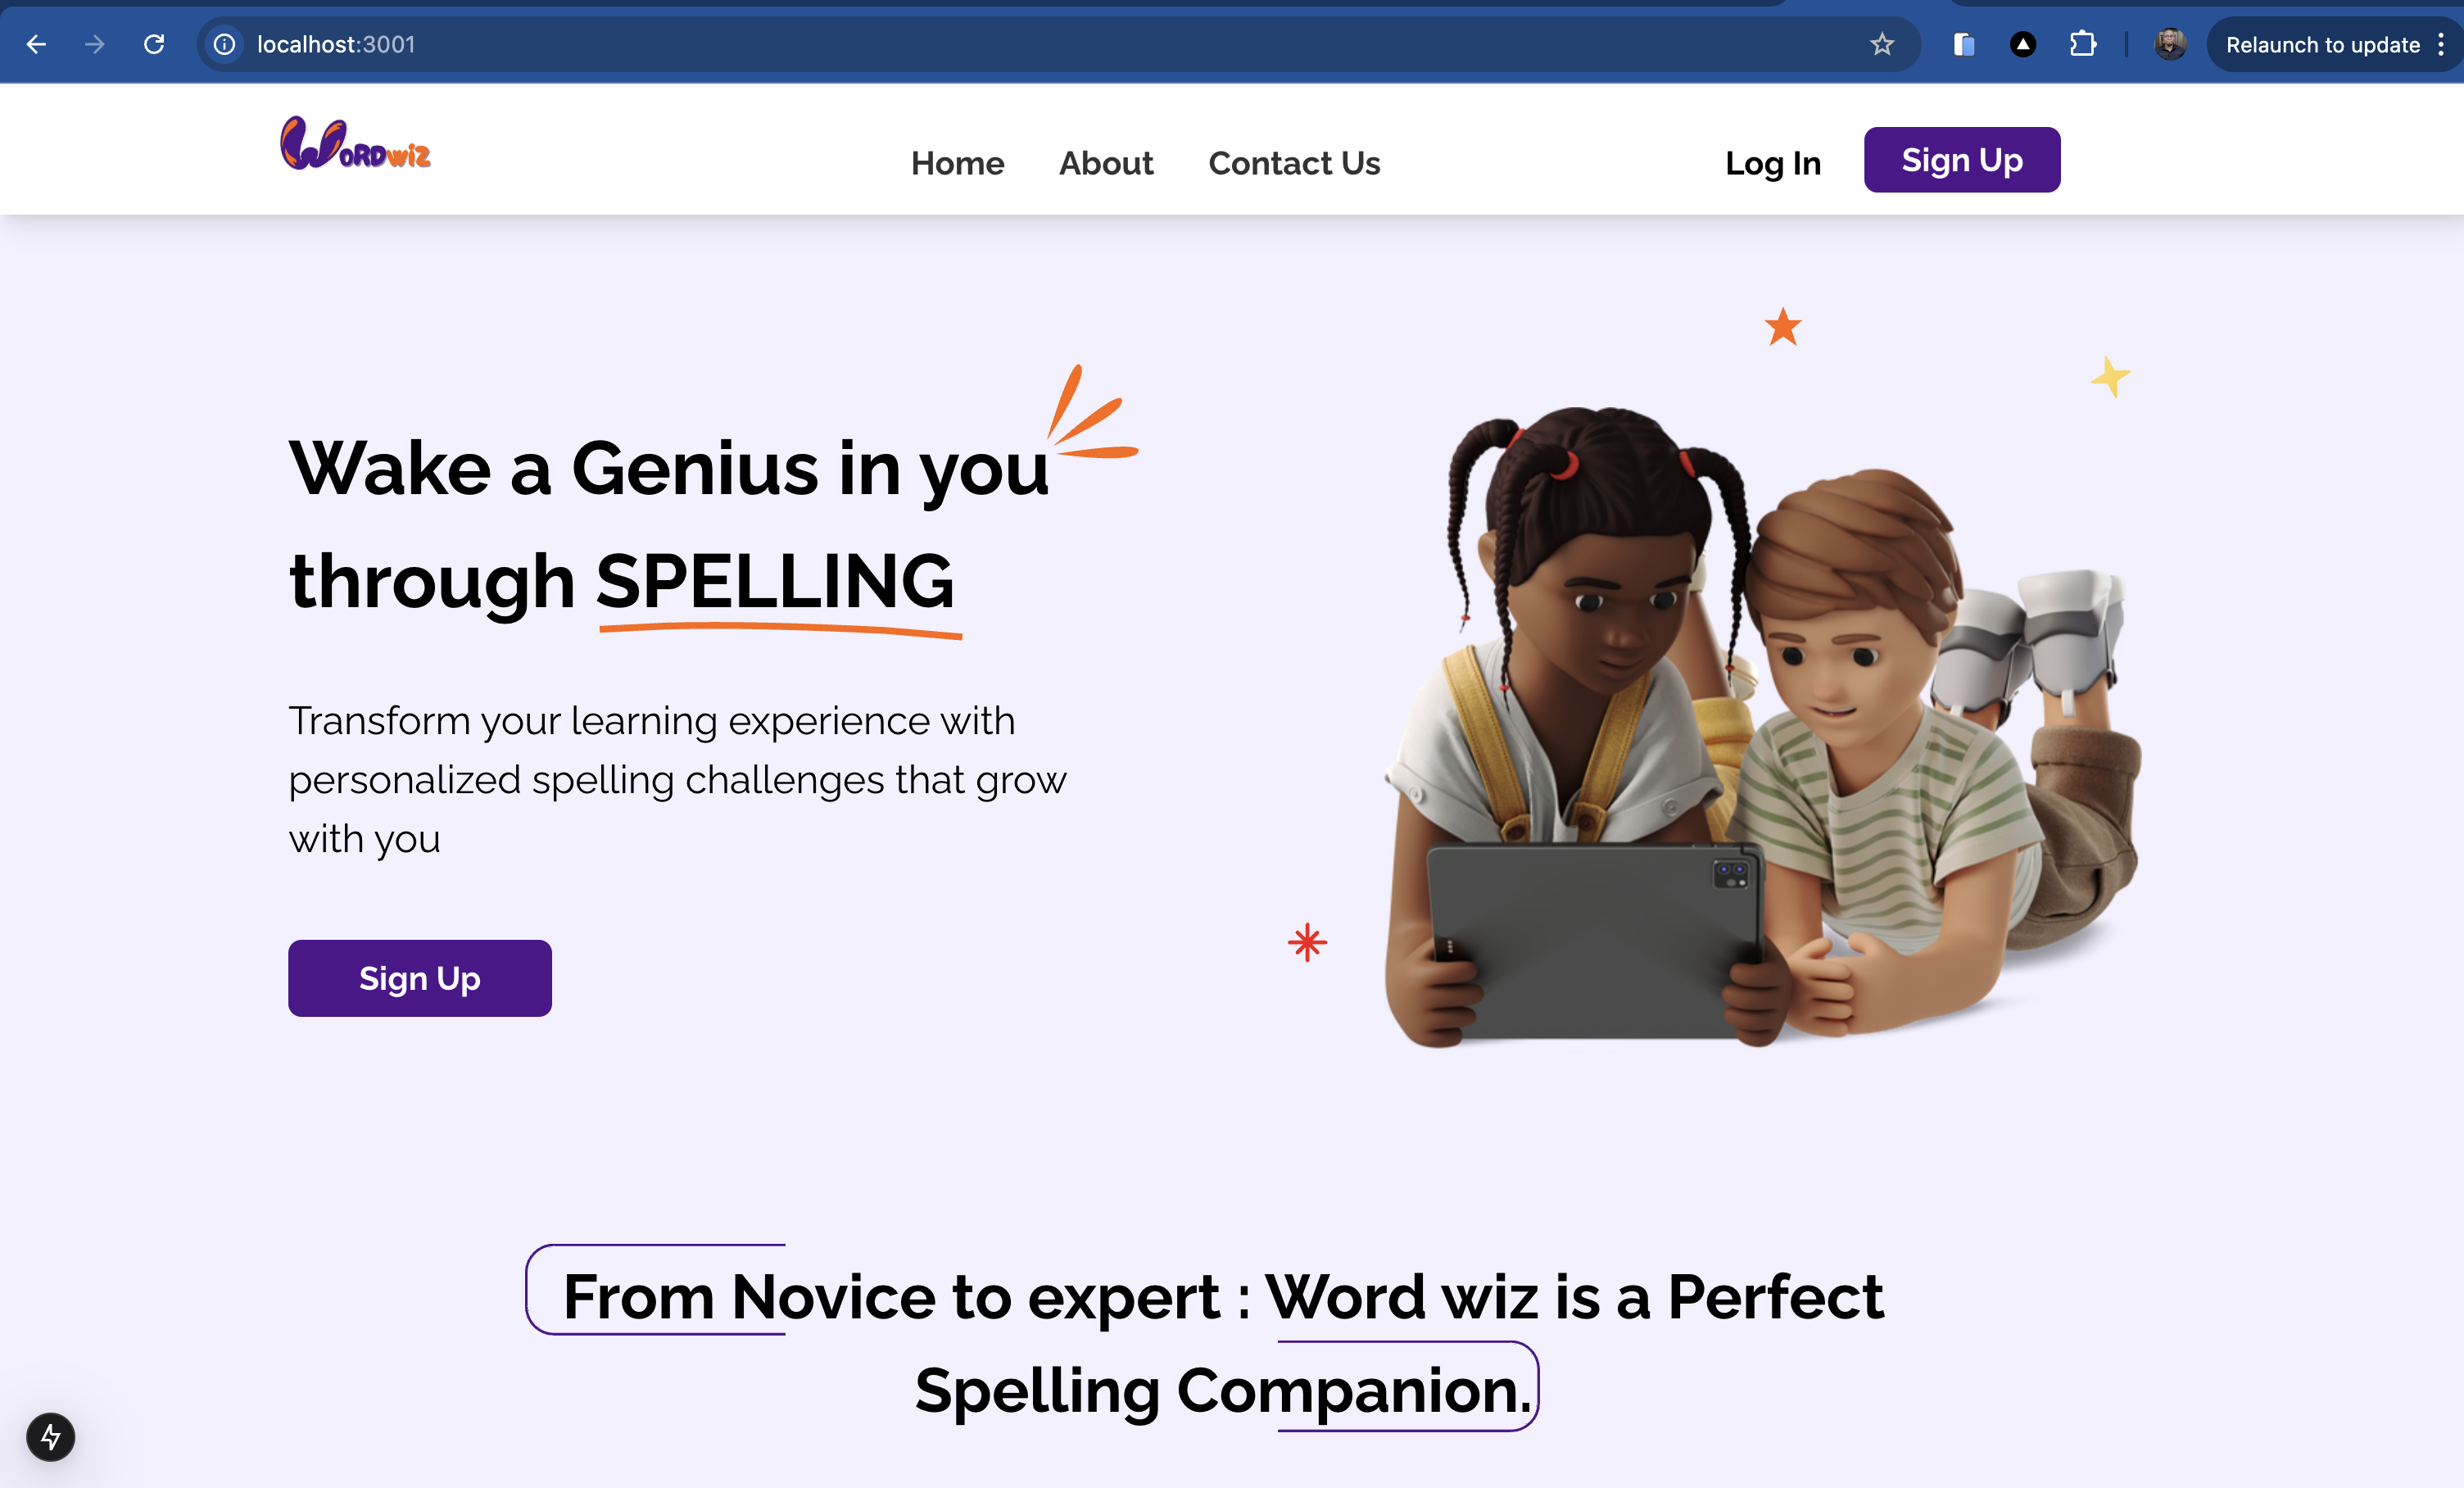 localhost:3001
Relaunch to update
WORDWIZ
Home About Contact Us
Log In Sign Up
Wake a Genius in you
through SPELLING
Transform your learning experience with
personalized spelling challenges that grow
with you
Sign Up
From Novice to expert : Word wiz is a Perfect
Spelling Companion.